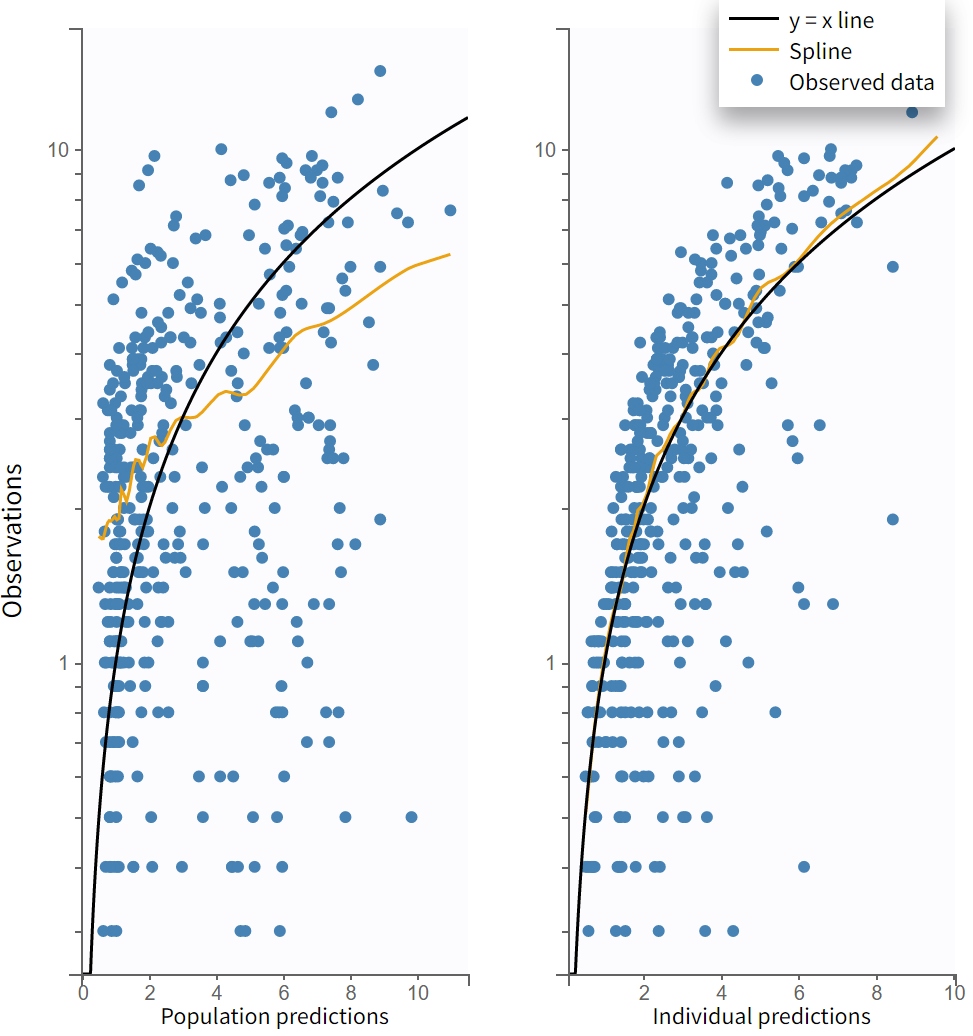 y = x line
Spline
Observed data
10
10
Observations
1
1
0 2 4 6 8 10
2 4 6 8 10
Population predictions
Individual predictions